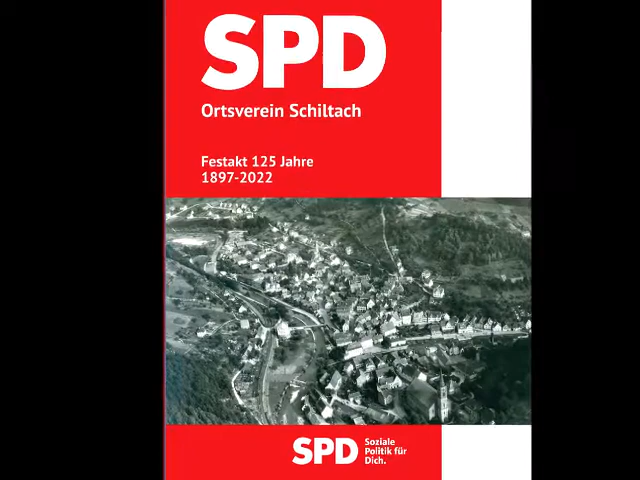 SPD
Ortsverein Schiltach
Festakt 125 Jahre
1897-2022
SPD
Soziale
Politik für
Dich.